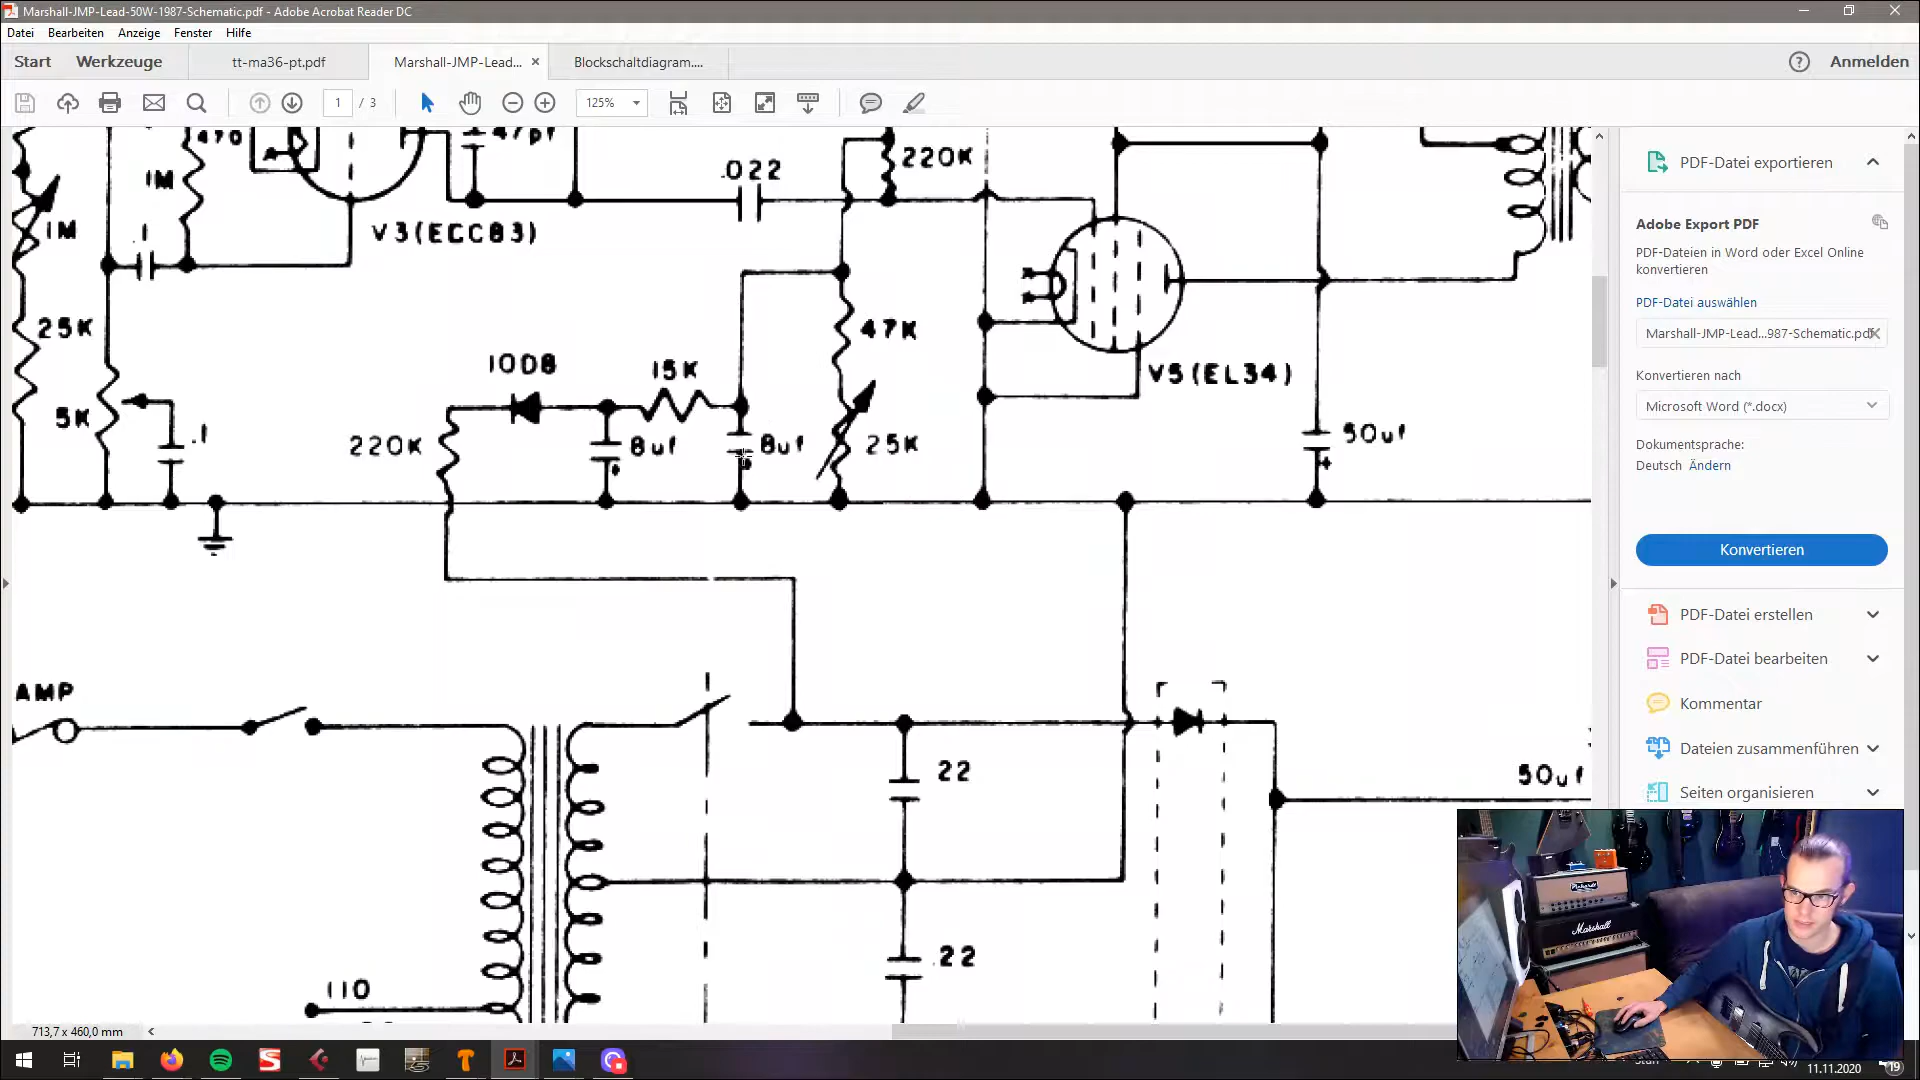 Marshall-JMP-Lead-50W-1987-Schematic.pdf - Adobe Acrobat Reader DC
Datei Bearbeiten Anzeige Fenster Hilfe
Start Werkzeuge tt-ma36-pt.pdf Marshall-JMP-Lead... Blockschaltdiagram.... Anmelden
1 / 3 125%
470 47pf
220K
.022
1M
1M
V3(ECC83)
.1
25K
47K
10D8
15K
V5(EL34)
5K
.1
220K
8uf
8uf
25K
50uf
AMP
22
50uf
.22
110
PDF-Datei exportieren
Adobe Export PDF
PDF-Dateien in Word oder Excel Online
konvertieren
PDF-Datei auswählen
Marshall-JMP-Lead...987-Schematic.pdf
Konvertieren nach
Microsoft Word (*.docx)
Dokumentsprache:
Deutsch Ändern
Konvertieren
PDF-Datei erstellen
PDF-Datei bearbeiten
Kommentar
Dateien zusammenführen
Seiten organisieren
Marshall
713,7 x 460,0 mm
11.11.2020
19